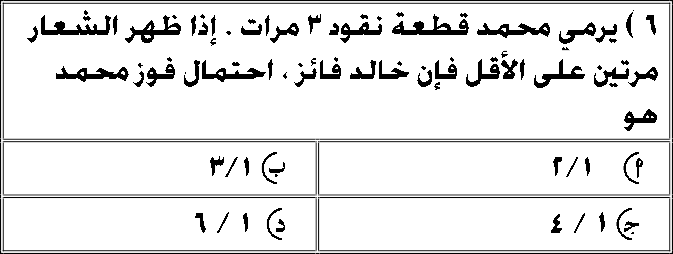 ٦ ) يرمي محمد قطعة نقود ٣ مرات . إذا ظهر الشعار
مرتين على الأقل فإن خالد فائز ، احتمال فوز محمد
هو
أ) ١/٢
ب) ١/٣
ج) ١ / ٤
د) ١ / ٦